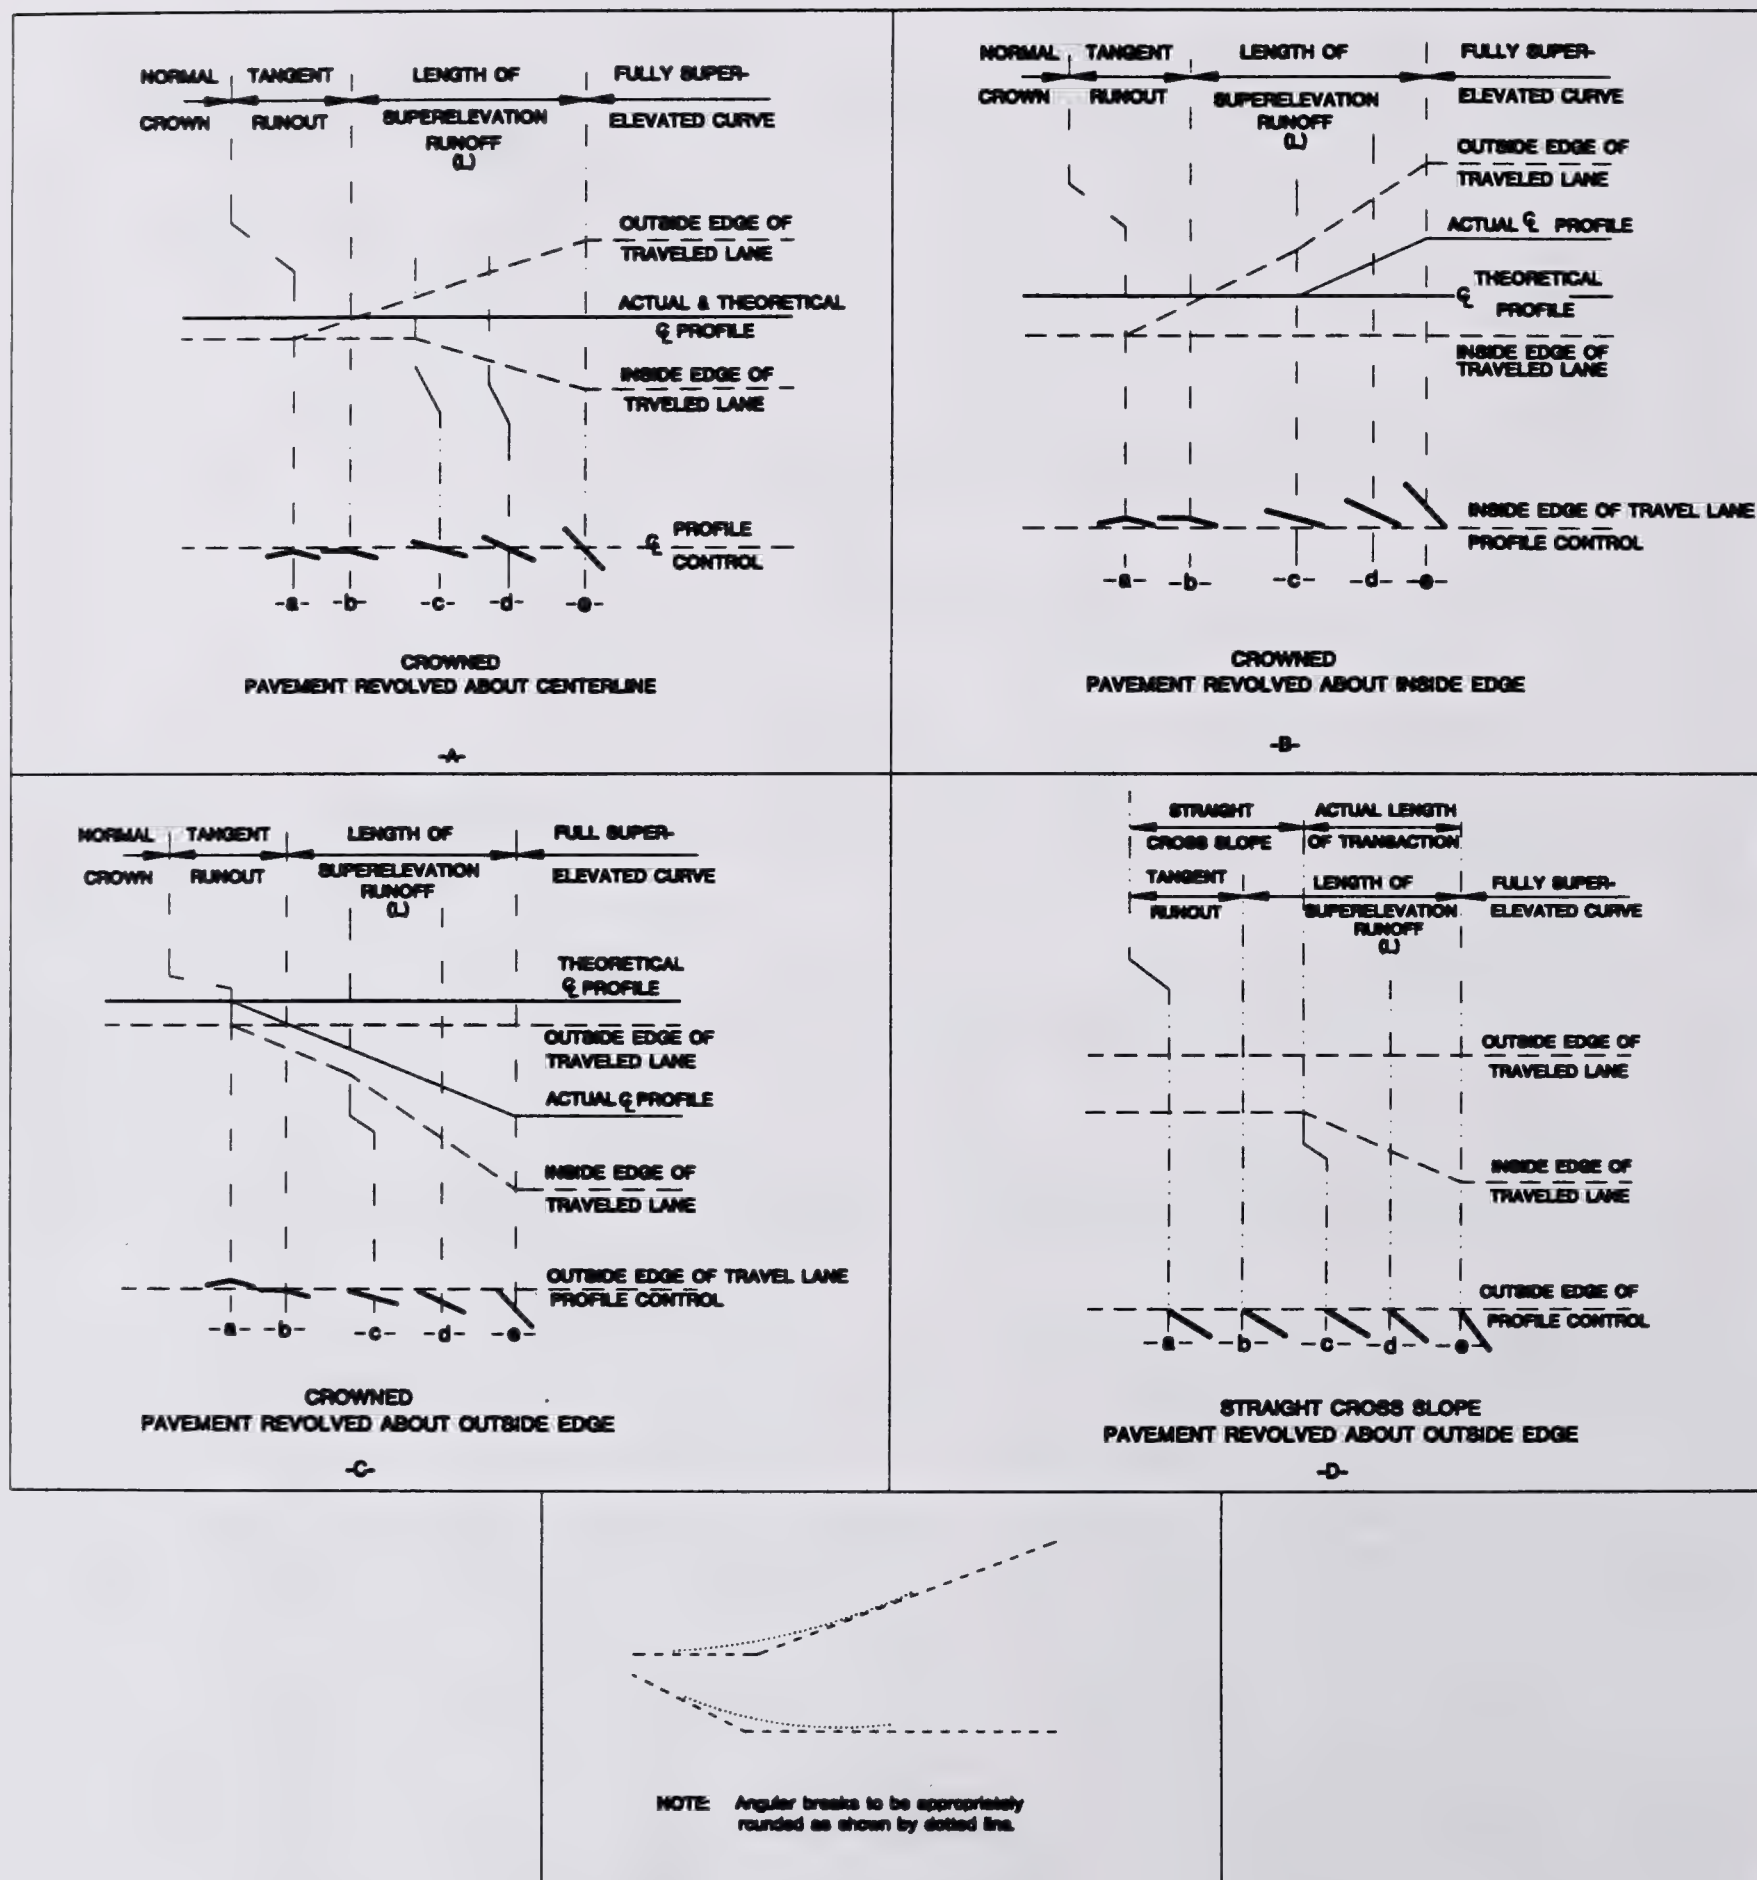 NORMAL TANGENT LENGTH OF FULLY SUPER-
CROWN RUNOUT SUPERELEVATION ELEVATED CURVE
RUNOFF
(L)
OUTSIDE EDGE OF
TRAVELED LANE
ACTUAL & THEORETICAL
℄ PROFILE
INSIDE EDGE OF
TRVELED LANE
℄ PROFILE
CONTROL
-a- -b- -c- -d- -e-
CROWNED
PAVEMENT REVOLVED ABOUT CENTERLINE
-A-
NORMAL TANGENT LENGTH OF FULLY SUPER-
CROWN RUNOUT SUPERELEVATION ELEVATED CURVE
RUNOFF
(L)
OUTSIDE EDGE OF
TRAVELED LANE
ACTUAL ℄ PROFILE
THEORETICAL
℄ PROFILE
INSIDE EDGE OF
TRAVELED LANE
INSIDE EDGE OF TRAVEL LANE
PROFILE CONTROL
-a- -b- -c- -d- -e-
CROWNED
PAVEMENT REVOLVED ABOUT INSIDE EDGE
-B-
NORMAL TANGENT LENGTH OF FULL SUPER-
CROWN RUNOUT SUPERELEVATION ELEVATED CURVE
RUNOFF
(L)
THEORETICAL
℄ PROFILE
OUTSIDE EDGE OF
TRAVELED LANE
ACTUAL ℄ PROFILE
INSIDE EDGE OF
TRAVELED LANE
OUTSIDE EDGE OF TRAVEL LANE
PROFILE CONTROL
-a- -b- -c- -d- -e-
CROWNED
PAVEMENT REVOLVED ABOUT OUTSIDE EDGE
-C-
STRAIGHT ACTUAL LENGTH
CROSS SLOPE OF TRANSACTION
TANGENT LENGTH OF FULLY SUPER-
RUNOUT SUPERELEVATION ELEVATED CURVE
RUNOFF
(L)
OUTSIDE EDGE OF
TRAVELED LANE
INSIDE EDGE OF
TRAVELED LANE
OUTSIDE EDGE OF
PROFILE CONTROL
-a- -b- -c- -d- -e-
STRAIGHT CROSS SLOPE
PAVEMENT REVOLVED ABOUT OUTSIDE EDGE
-D-
NOTE: Angular breaks to be appropriately
rounded as shown by dotted line.